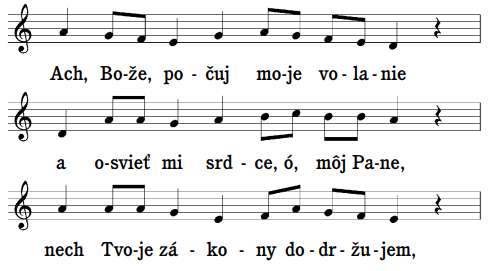 Ach, Bo-že, po - čuj mo-je vo-la-nie
a o-svieť mi srd - ce, ó, môj Pa-ne,
nech Tvo-je zá - ko - ny do-dr-žu-jem,